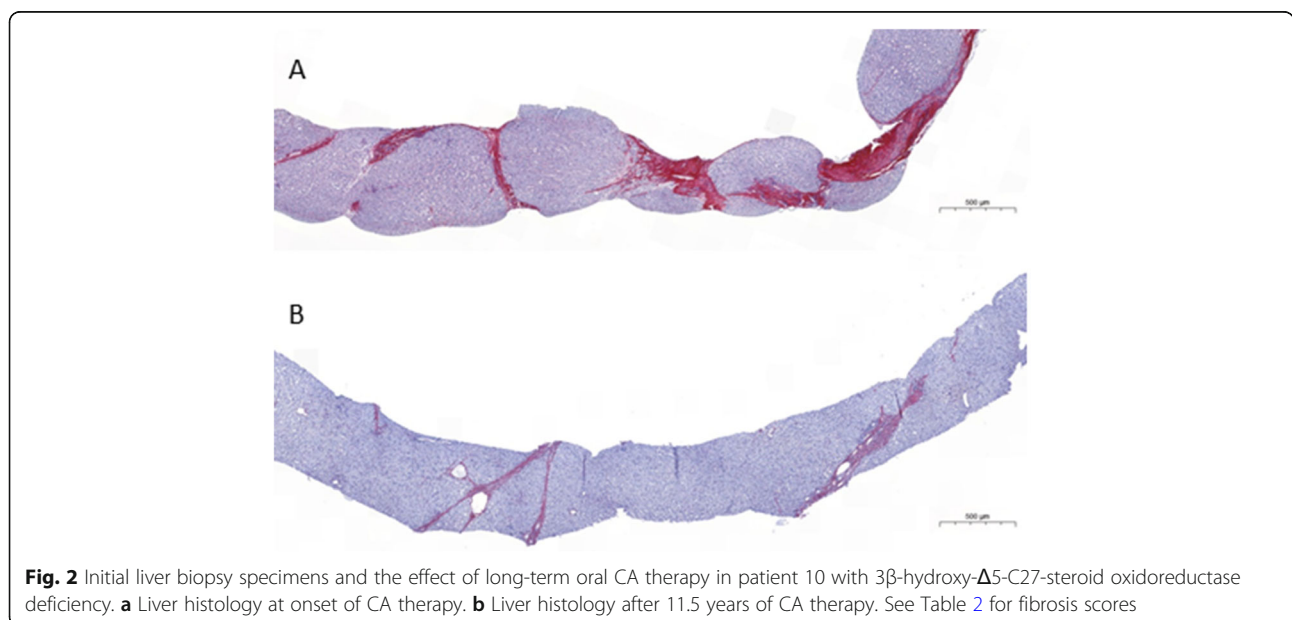 A
500 µm
B
500 µm
Fig. 2 Initial liver biopsy specimens and the effect of long-term oral CA therapy in patient 10 with 3β-hydroxy-Δ5-C27-steroid oxidoreductase
deficiency. a Liver histology at onset of CA therapy. b Liver histology after 11.5 years of CA therapy. See Table 2 for fibrosis scores